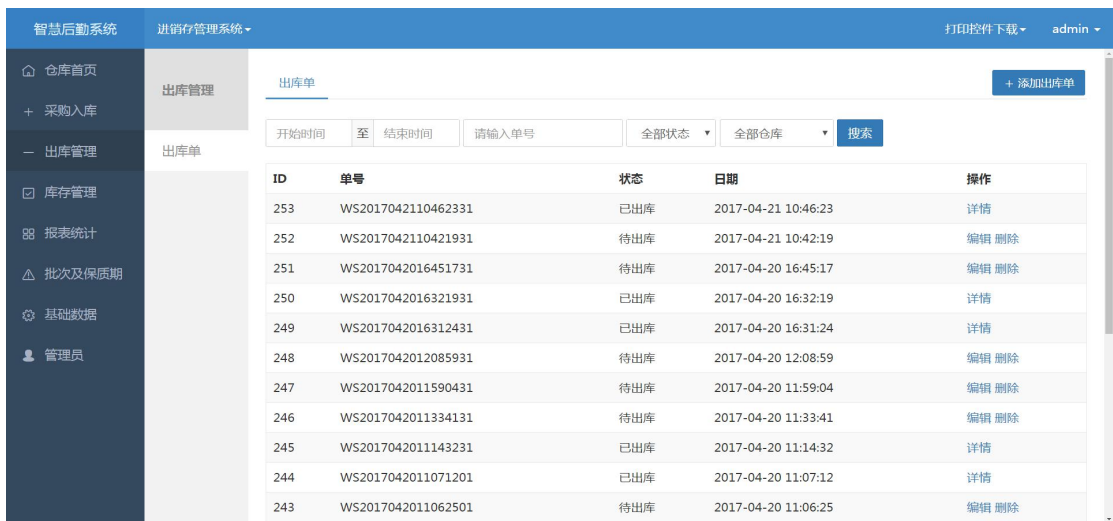 智慧后勤系统 进销存管理系统 打印控件下载 admin
仓库首页
采购入库
出库管理
库存管理
报表统计
批次及保质期
基础数据
管理员
出库管理
出库单
出库单 + 添加出库单
开始时间 至 结束时间 请输入单号 全部状态 全部仓库 搜索
ID 单号 状态 日期 操作
253 WS2017042110462331 已出库 2017-04-21 10:46:23 详情
252 WS2017042110421931 待出库 2017-04-21 10:42:19 编辑 删除
251 WS2017042016451731 待出库 2017-04-20 16:45:17 编辑 删除
250 WS2017042016321931 已出库 2017-04-20 16:32:19 详情
249 WS2017042016312431 已出库 2017-04-20 16:31:24 详情
248 WS2017042012085931 待出库 2017-04-20 12:08:59 编辑 删除
247 WS2017042011590431 待出库 2017-04-20 11:59:04 编辑 删除
246 WS2017042011334131 待出库 2017-04-20 11:33:41 编辑 删除
245 WS2017042011143231 已出库 2017-04-20 11:14:32 详情
244 WS2017042011071201 已出库 2017-04-20 11:07:12 详情
243 WS2017042011062501 待出库 2017-04-20 11:06:25 编辑 删除